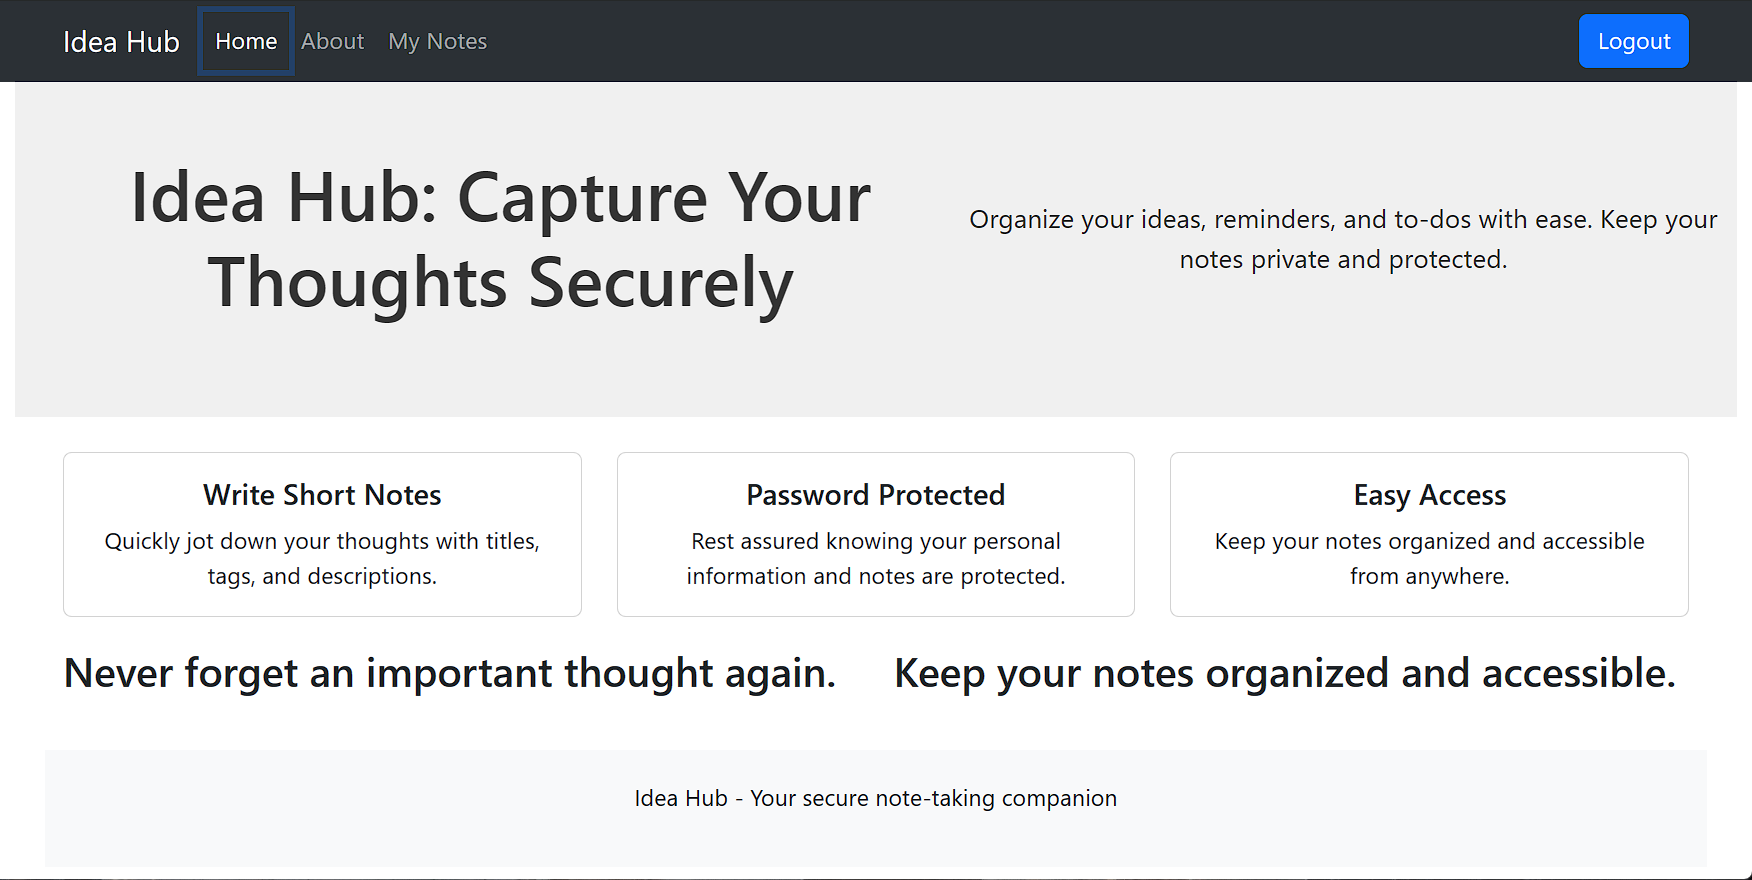 Idea Hub Home About My Notes Logout
Idea Hub: Capture Your
Thoughts Securely
Organize your ideas, reminders, and to-dos with ease. Keep your
notes private and protected.
Write Short Notes
Quickly jot down your thoughts with titles,
tags, and descriptions.
Password Protected
Rest assured knowing your personal
information and notes are protected.
Easy Access
Keep your notes organized and accessible
from anywhere.
Never forget an important thought again.
Keep your notes organized and accessible.
Idea Hub - Your secure note-taking companion